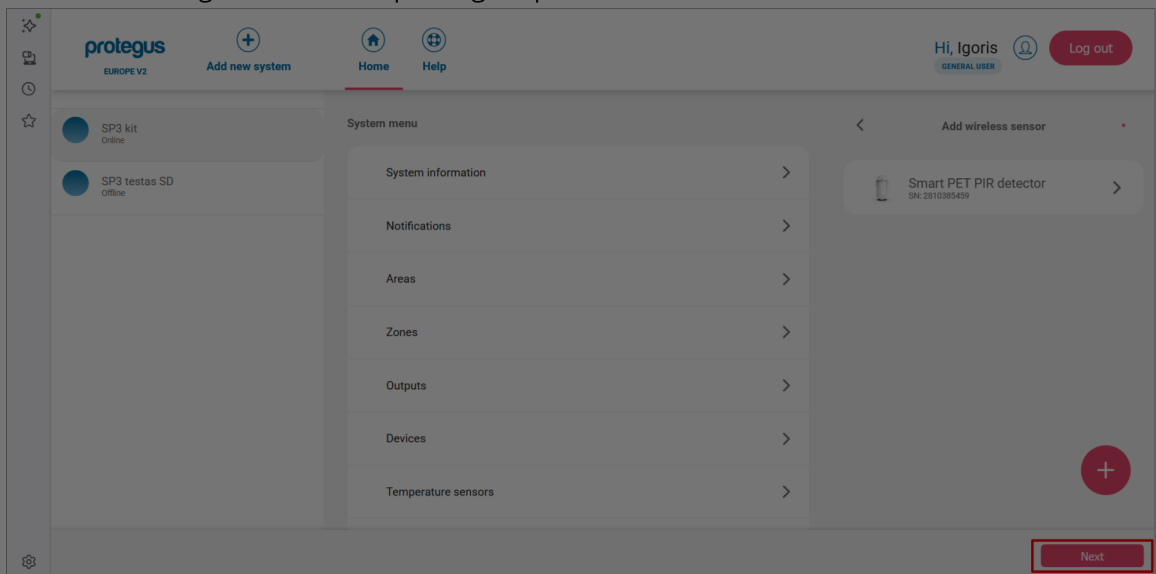 protegus
EUROPE V2
Add new system
Home
Help
Hi, Igoris
GENERAL USER
Log out
SP3 kit
Online
SP3 testas SD
Offline
System menu
System information
Notifications
Areas
Zones
Outputs
Devices
Temperature sensors
Add wireless sensor
Smart PET PIR detector
SN: 2810385459
Next